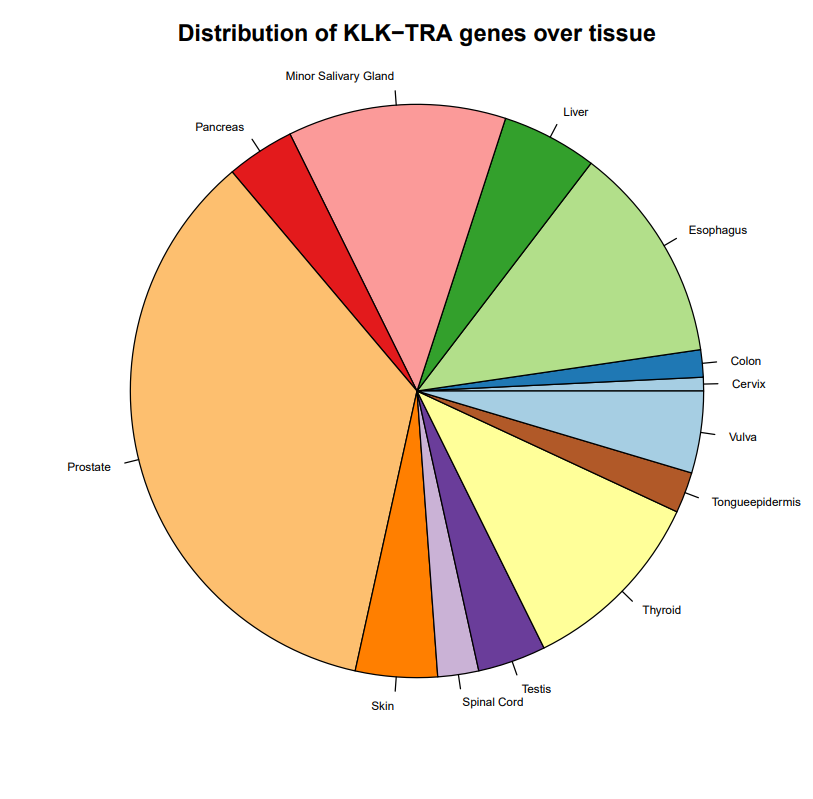 Distribution of KLK−TRA genes over tissue
Minor Salivary Gland
Liver
Pancreas
Esophagus
Colon
Cervix
Vulva
Prostate
Tongueepidermis
Thyroid
Testis
Spinal Cord
Skin